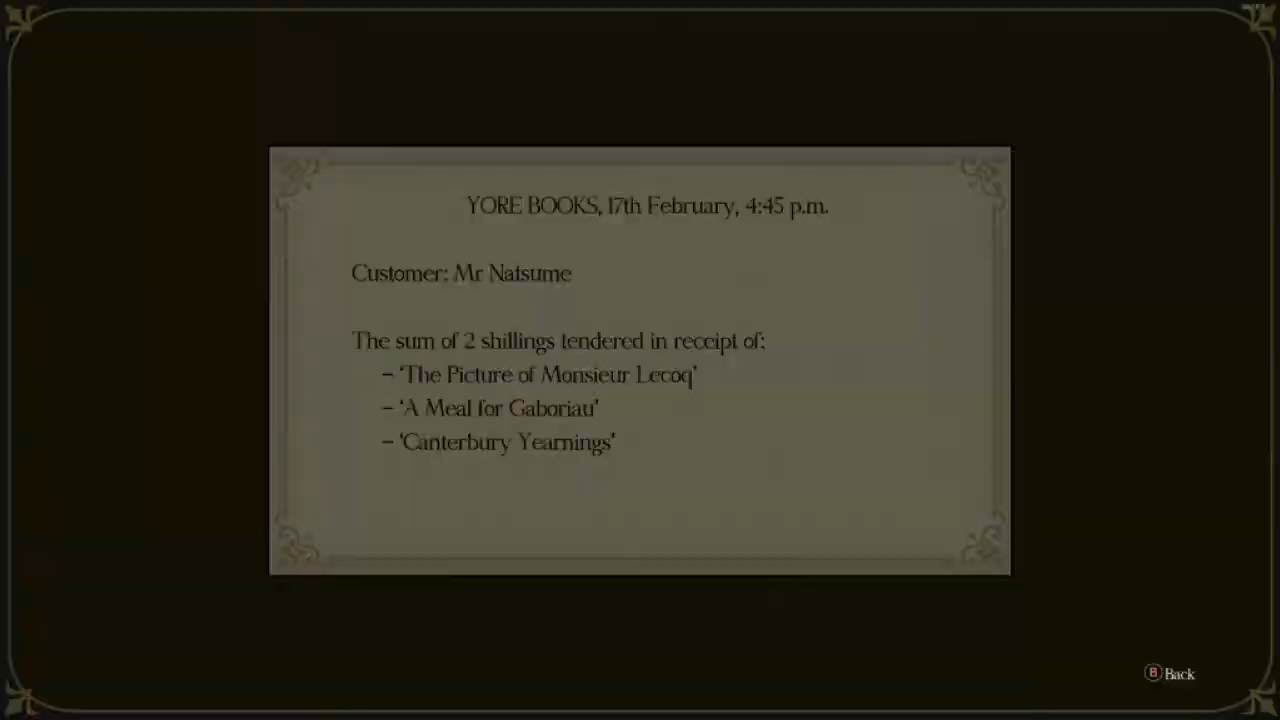 YORE BOOKS, 17th February, 4:45 p.m.
Customer: Mr Natsume
The sum of 2 shillings tendered in receipt of:
– ‘The Picture of Monsieur Lecoq’
– ‘A Meal for Gaboriau’
– ‘Canterbury Yearnings’
B Back